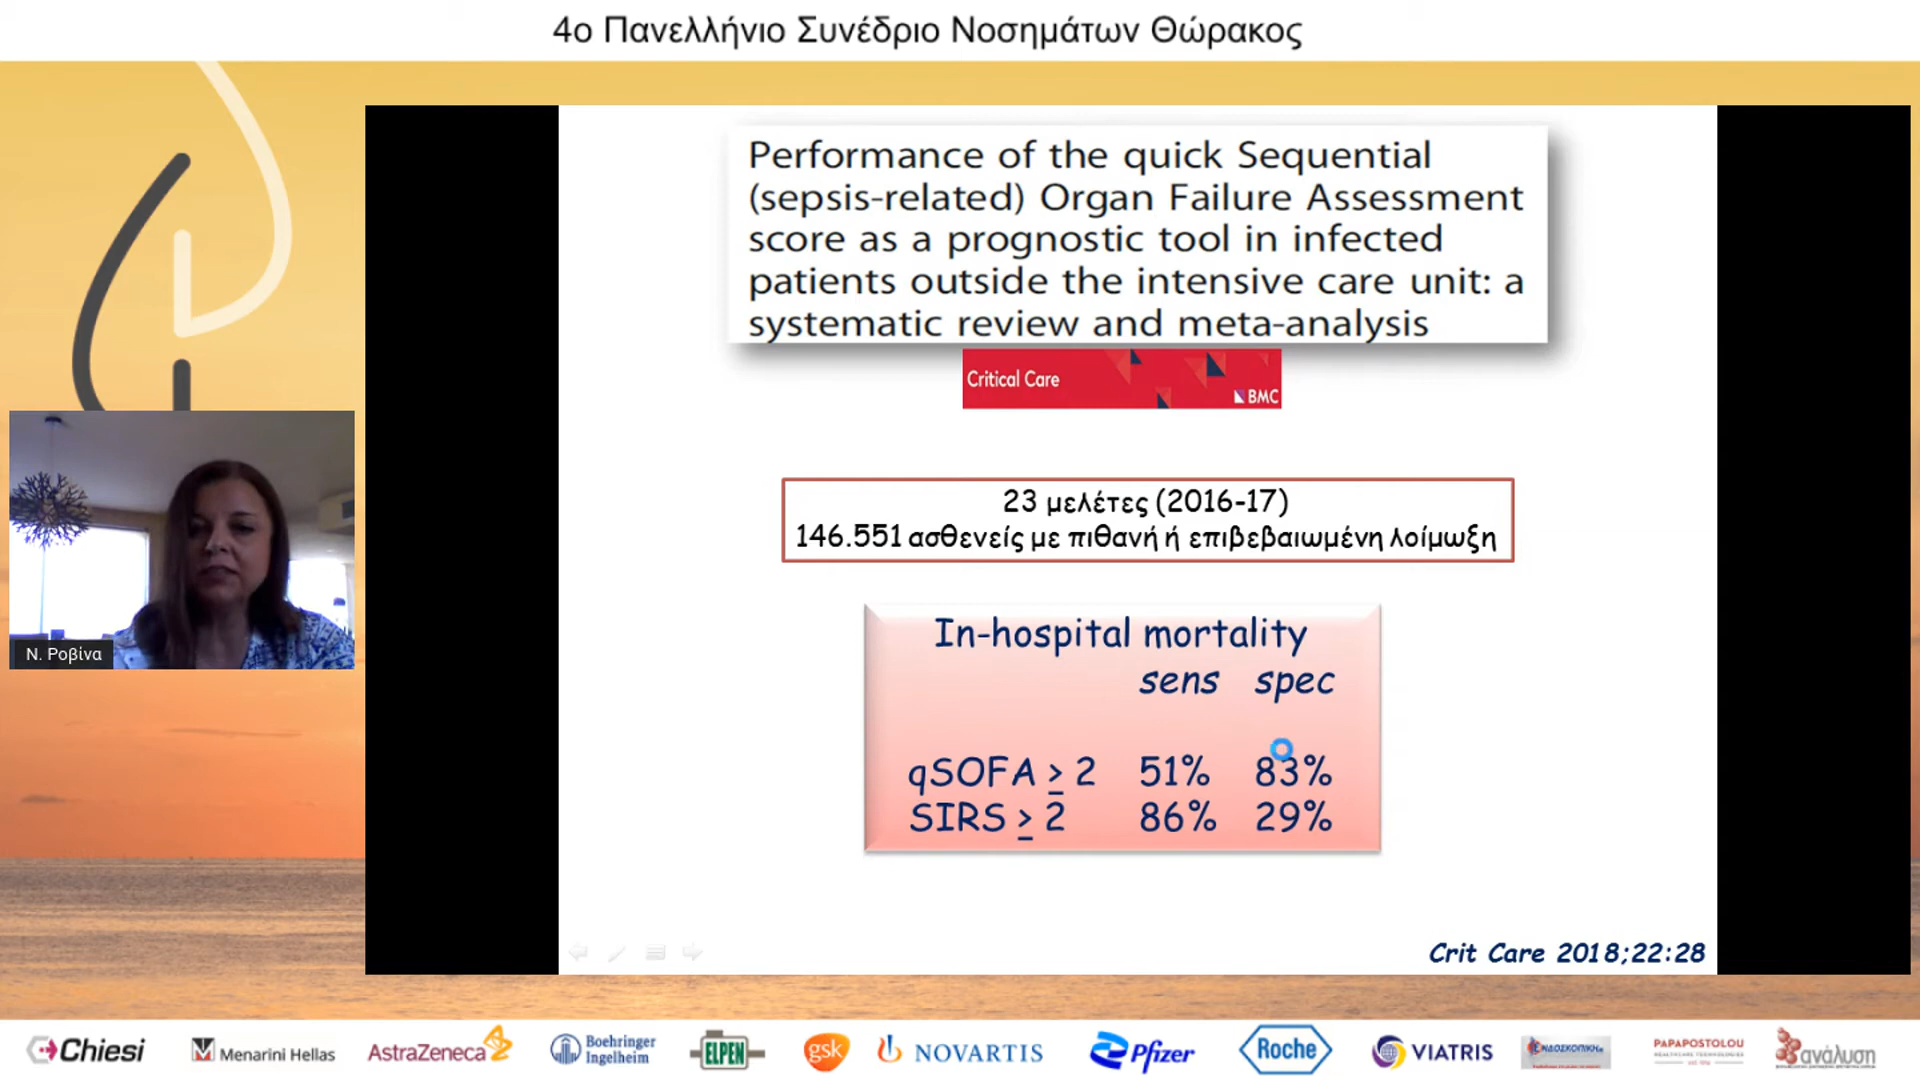 4ο Πανελλήνιο Συνέδριο Νοσημάτων Θώρακος
Performance of the quick Sequential
(sepsis-related) Organ Failure Assessment
score as a prognostic tool in infected
patients outside the intensive care unit: a
systematic review and meta-analysis
Critical Care
BMC
23 μελέτες (2016-17)
146.551 ασθενείς με πιθανή ή επιβεβαιωμένη λοίμωξη
In-hospital mortality
sens spec
qSOFA ≥ 2 51% 83%
SIRS ≥ 2 86% 29%
Crit Care 2018;22:28
Ν. Ροβίνα
Chiesi
Menarini Hellas
AstraZeneca
Boehringer
Ingelheim
ELPEN
gsk
NOVARTIS
Pfizer
Roche
VIATRIS
ΕΝΔΟΣΚΟΠΙΚΗ
PAPAPOSTOLOU
HEALTHCARE TECHNOLOGIES
ανάλυση